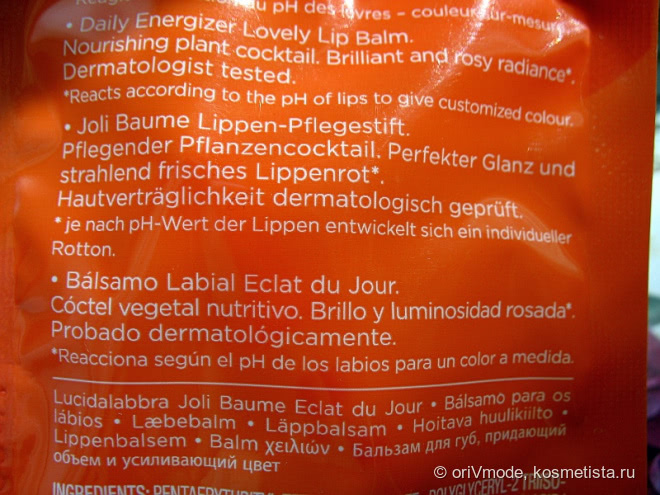 au pH des lèvres – couleur sur-mesure
• Daily Energizer Lovely Lip Balm.
Nourishing plant cocktail. Brilliant and rosy radiance*.
Dermatologist tested.
*Reacts according to the pH of lips to give customized colour.
• Joli Baume Lippen-Pflegestift.
Pflegender Pflanzencocktail. Perfekter Glanz und
strahlend frisches Lippenrot*.
Hautverträglichkeit dermatologisch geprüft.
* je nach pH-Wert der Lippen entwickelt sich ein individueller
Rotton.
• Bálsamo Labial Eclat du Jour.
Cóctel vegetal nutritivo. Brillo y luminosidad rosada*.
Probado dermatológicamente.
*Reacciona según el pH de los labios para un color a medida.
Lucidalabbra Joli Baume Eclat du Jour • Bálsamo para os
lábios • Læbebalm • Läppbalsam • Hoitava huulikiilto •
Lippenbalsem • Balm χειλιών • Бальзам для губ, придающий
объем и усиливающий цвет
INGREDIENTS: POLYGLYCERYL-2 TRIISO-
© oriVmode, kosmetista.ru